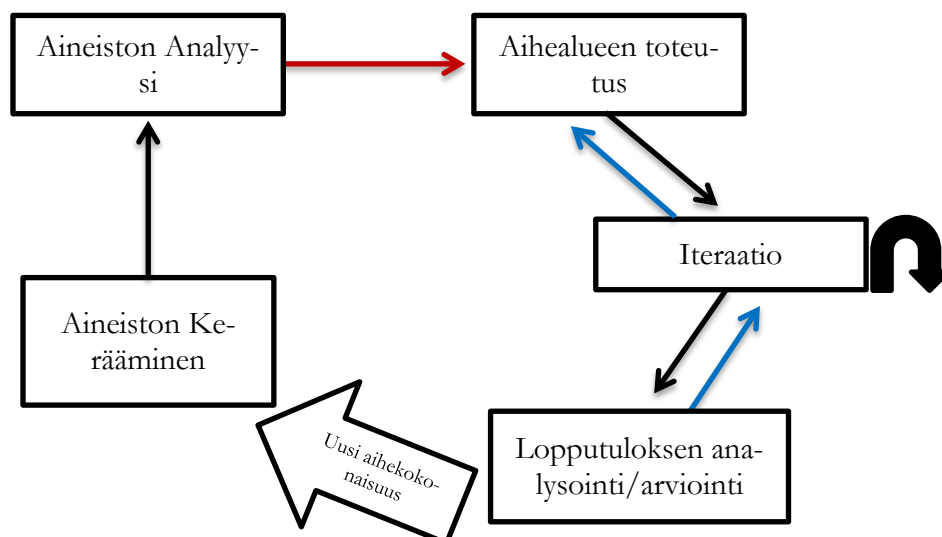 Aineiston Analyy-
si
Aihealueen toteu-
tus
Iteraatio
Aineiston Ke-
rääminen
Lopputuloksen ana-
lysointi/arviointi
Uusi aihekoko-
naisuus